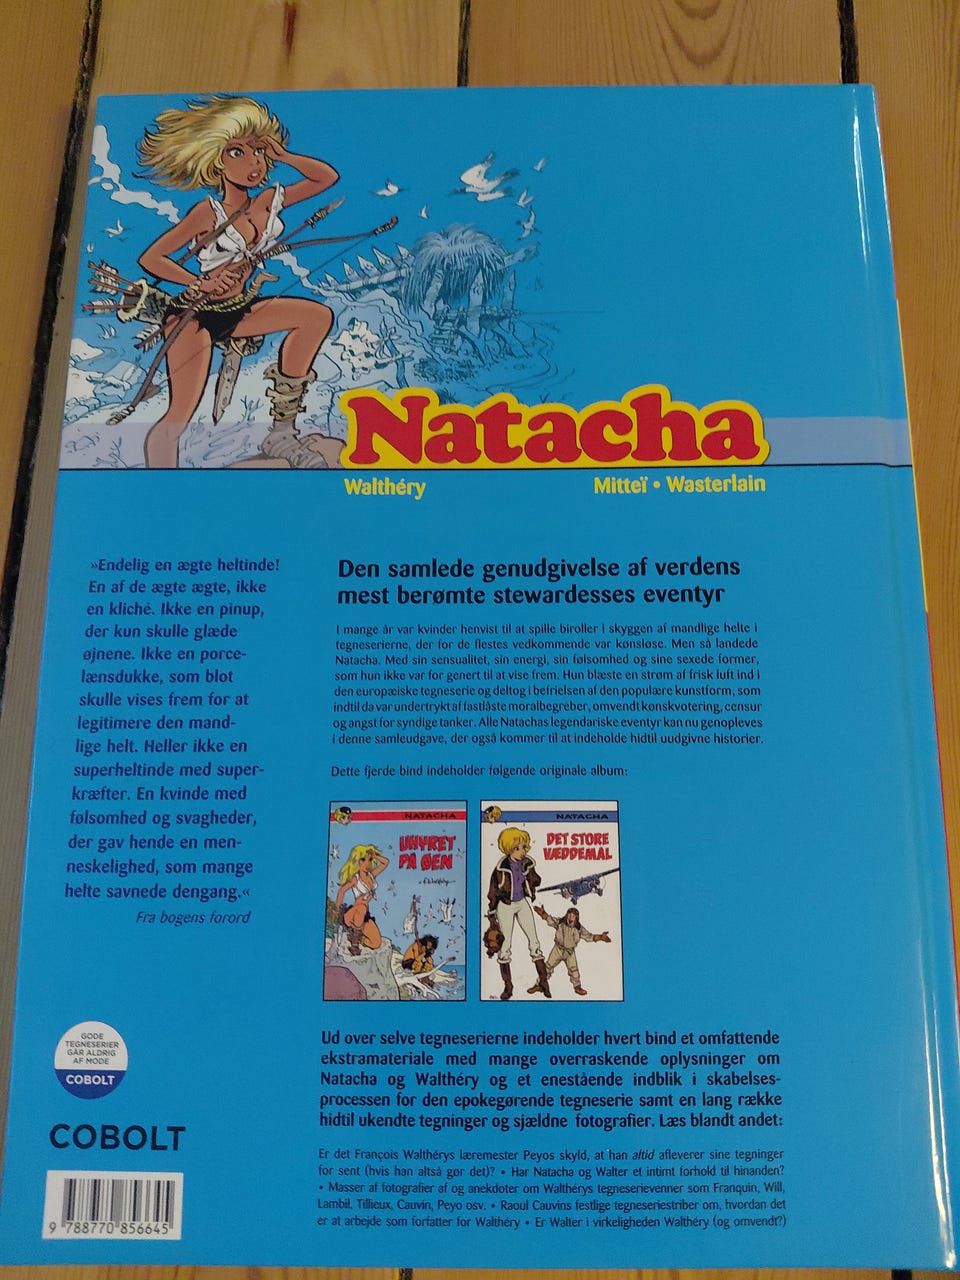 Natacha
Walthéry
Mitteï • Wasterlain
»Endelig en ægte heltinde!
En af de ægte ægte, ikke
en kliché. Ikke en pinup,
der kun skulle glæde
øjnene. Ikke en porce-
lænsdukke, som blot
skulle vises frem for at
legitimere den mand-
lige helt. Heller ikke en
superheltinde med super-
kræfter. En kvinde med
følsomhed og svagheder,
der gav hende en men-
neskelighed, som mange
helte savnede dengang.«
Fra bogens forord
Den samlede genudgivelse af verdens
mest berømte stewardesses eventyr
I mange år var kvinder henvist til at spille biroller i skyggen af mandlige helte i
tegneserierne, der for de flestes vedkommende var kønsløse. Men så landede
Natacha. Med sin sensualitet, sin energi, sin følsomhed og sine sexede former,
som hun ikke var for genert til at vise frem. Hun blæste en strøm af frisk luft ind i
den europæiske tegneserie og deltog i befrielsen af den populære kunstform, som
indtil da var undertrykt af fastlåste moralbegreber, omvendt kønskvotering, censur
og angst for syndige tanker. Alle Natachas legendariske eventyr kan nu genopleves
i denne samleudgave, der også kommer til at indeholde hidtil uudgivne historier.
Dette fjerde bind indeholder følgende originale album:
NATACHA
UHYRET
PÅ ØEN
NATACHA
DET STORE
VÆDDEMAL
Ud over selve tegneserierne indeholder hvert bind et omfattende
ekstramateriale med mange overraskende oplysninger om
Natacha og Walthéry og et enestående indblik i skabelses-
processen for den epokegørende tegneserie samt en lang række
hidtil ukendte tegninger og sjældne fotografier. Læs blandt andet:
Er det François Walthérys læremester Peyos skyld, at han altid afleverer sine tegninger
for sent (hvis han altså gør det)? • Har Natacha og Walter et intimt forhold til hinanden?
• Masser af fotografier af og anekdoter om Walthérys tegneserievenner som Franquin, Will,
Lambil, Tillieux, Cauvin, Peyo osv. • Raoul Cauvins festlige tegneseriestriber om, hvordan det
er at arbejde som forfatter for Walthéry • Er Walter i virkeligheden Walthéry (og omvendt?)
GODE
TEGNESERIER
GÅR ALDRIG
AF MODE
COBOLT
COBOLT
9 788770 856645